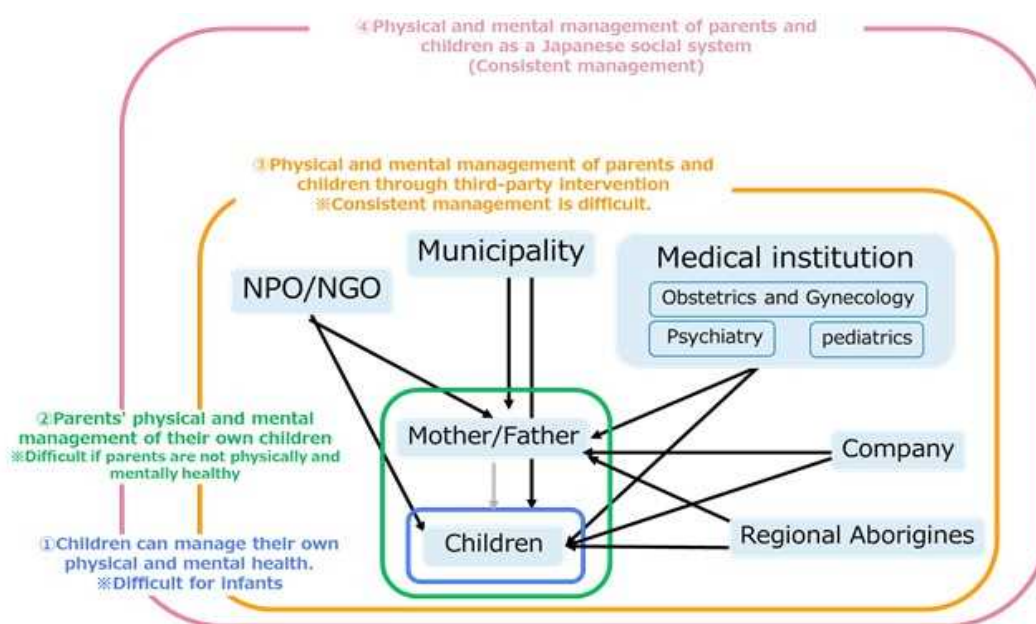 ④Physical and mental management of parents and
children as a Japanese social system
(Consistent management)
③Physical and mental management of parents and
children through third-party intervention
※Consistent management is difficult.
Municipality
NPO/NGO
Medical institution
Obstetrics and Gynecology
Psychiatry
pediatrics
②Parents' physical and mental
management of their own children
※Difficult if parents are not physically and
mentally healthy
Mother/Father
Company
①Children can manage their own
physical and mental health.
※Difficult for infants
Children
Regional Aborigines